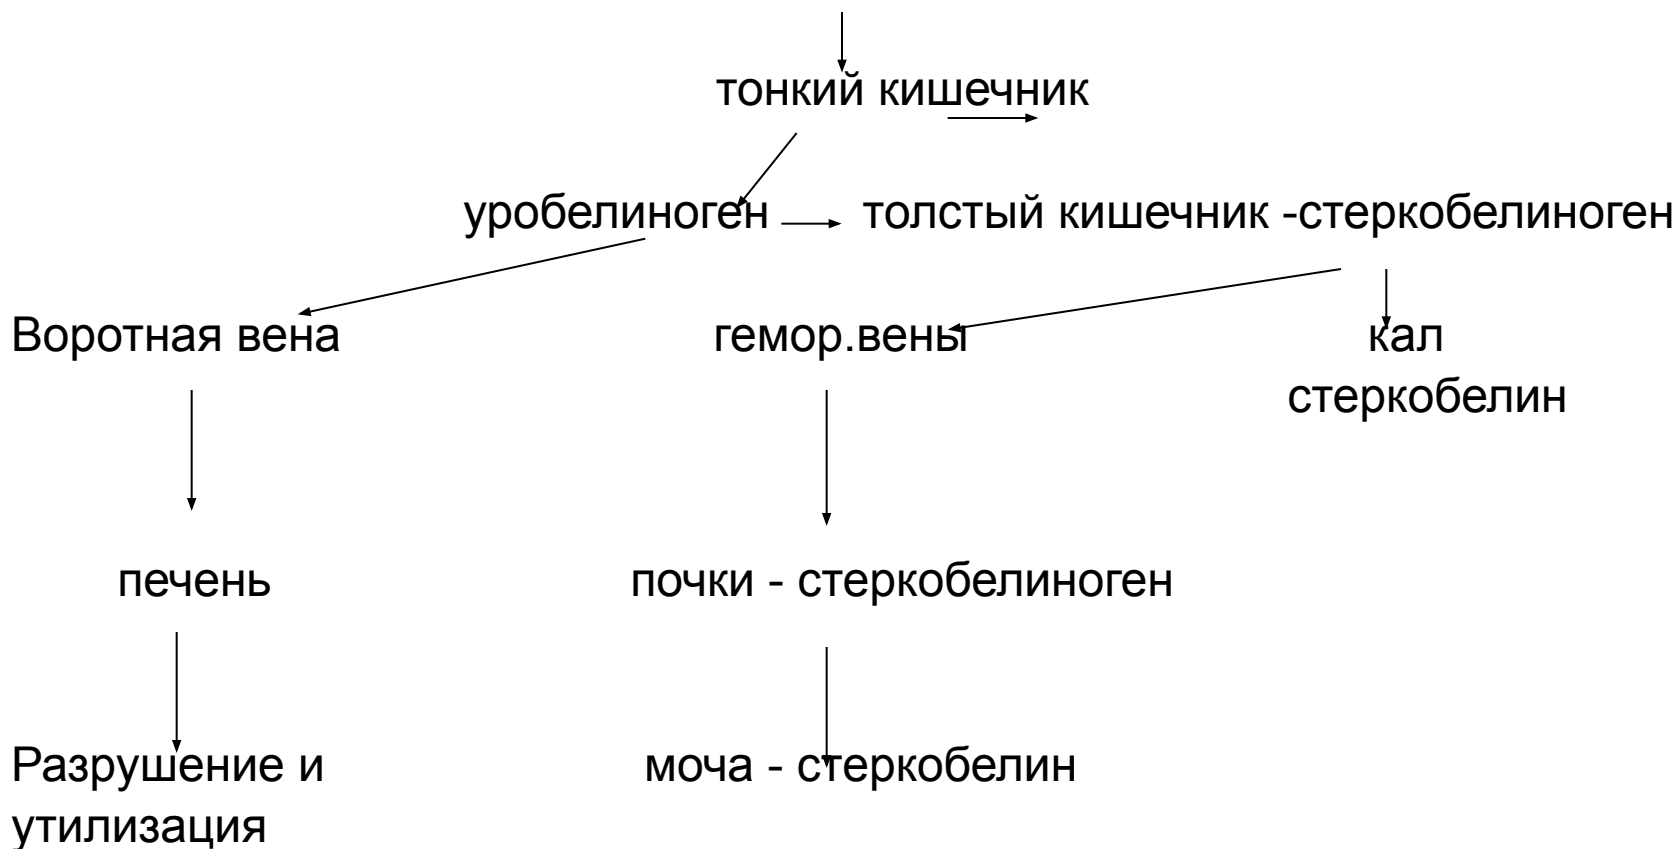 тонкий кишечник
уробелиноген толстый кишечник -стеркобелиноген
Воротная вена гемор.вены кал
стеркобелин
печень почки - стеркобелиноген
Разрушение и моча - стеркобелин
утилизация